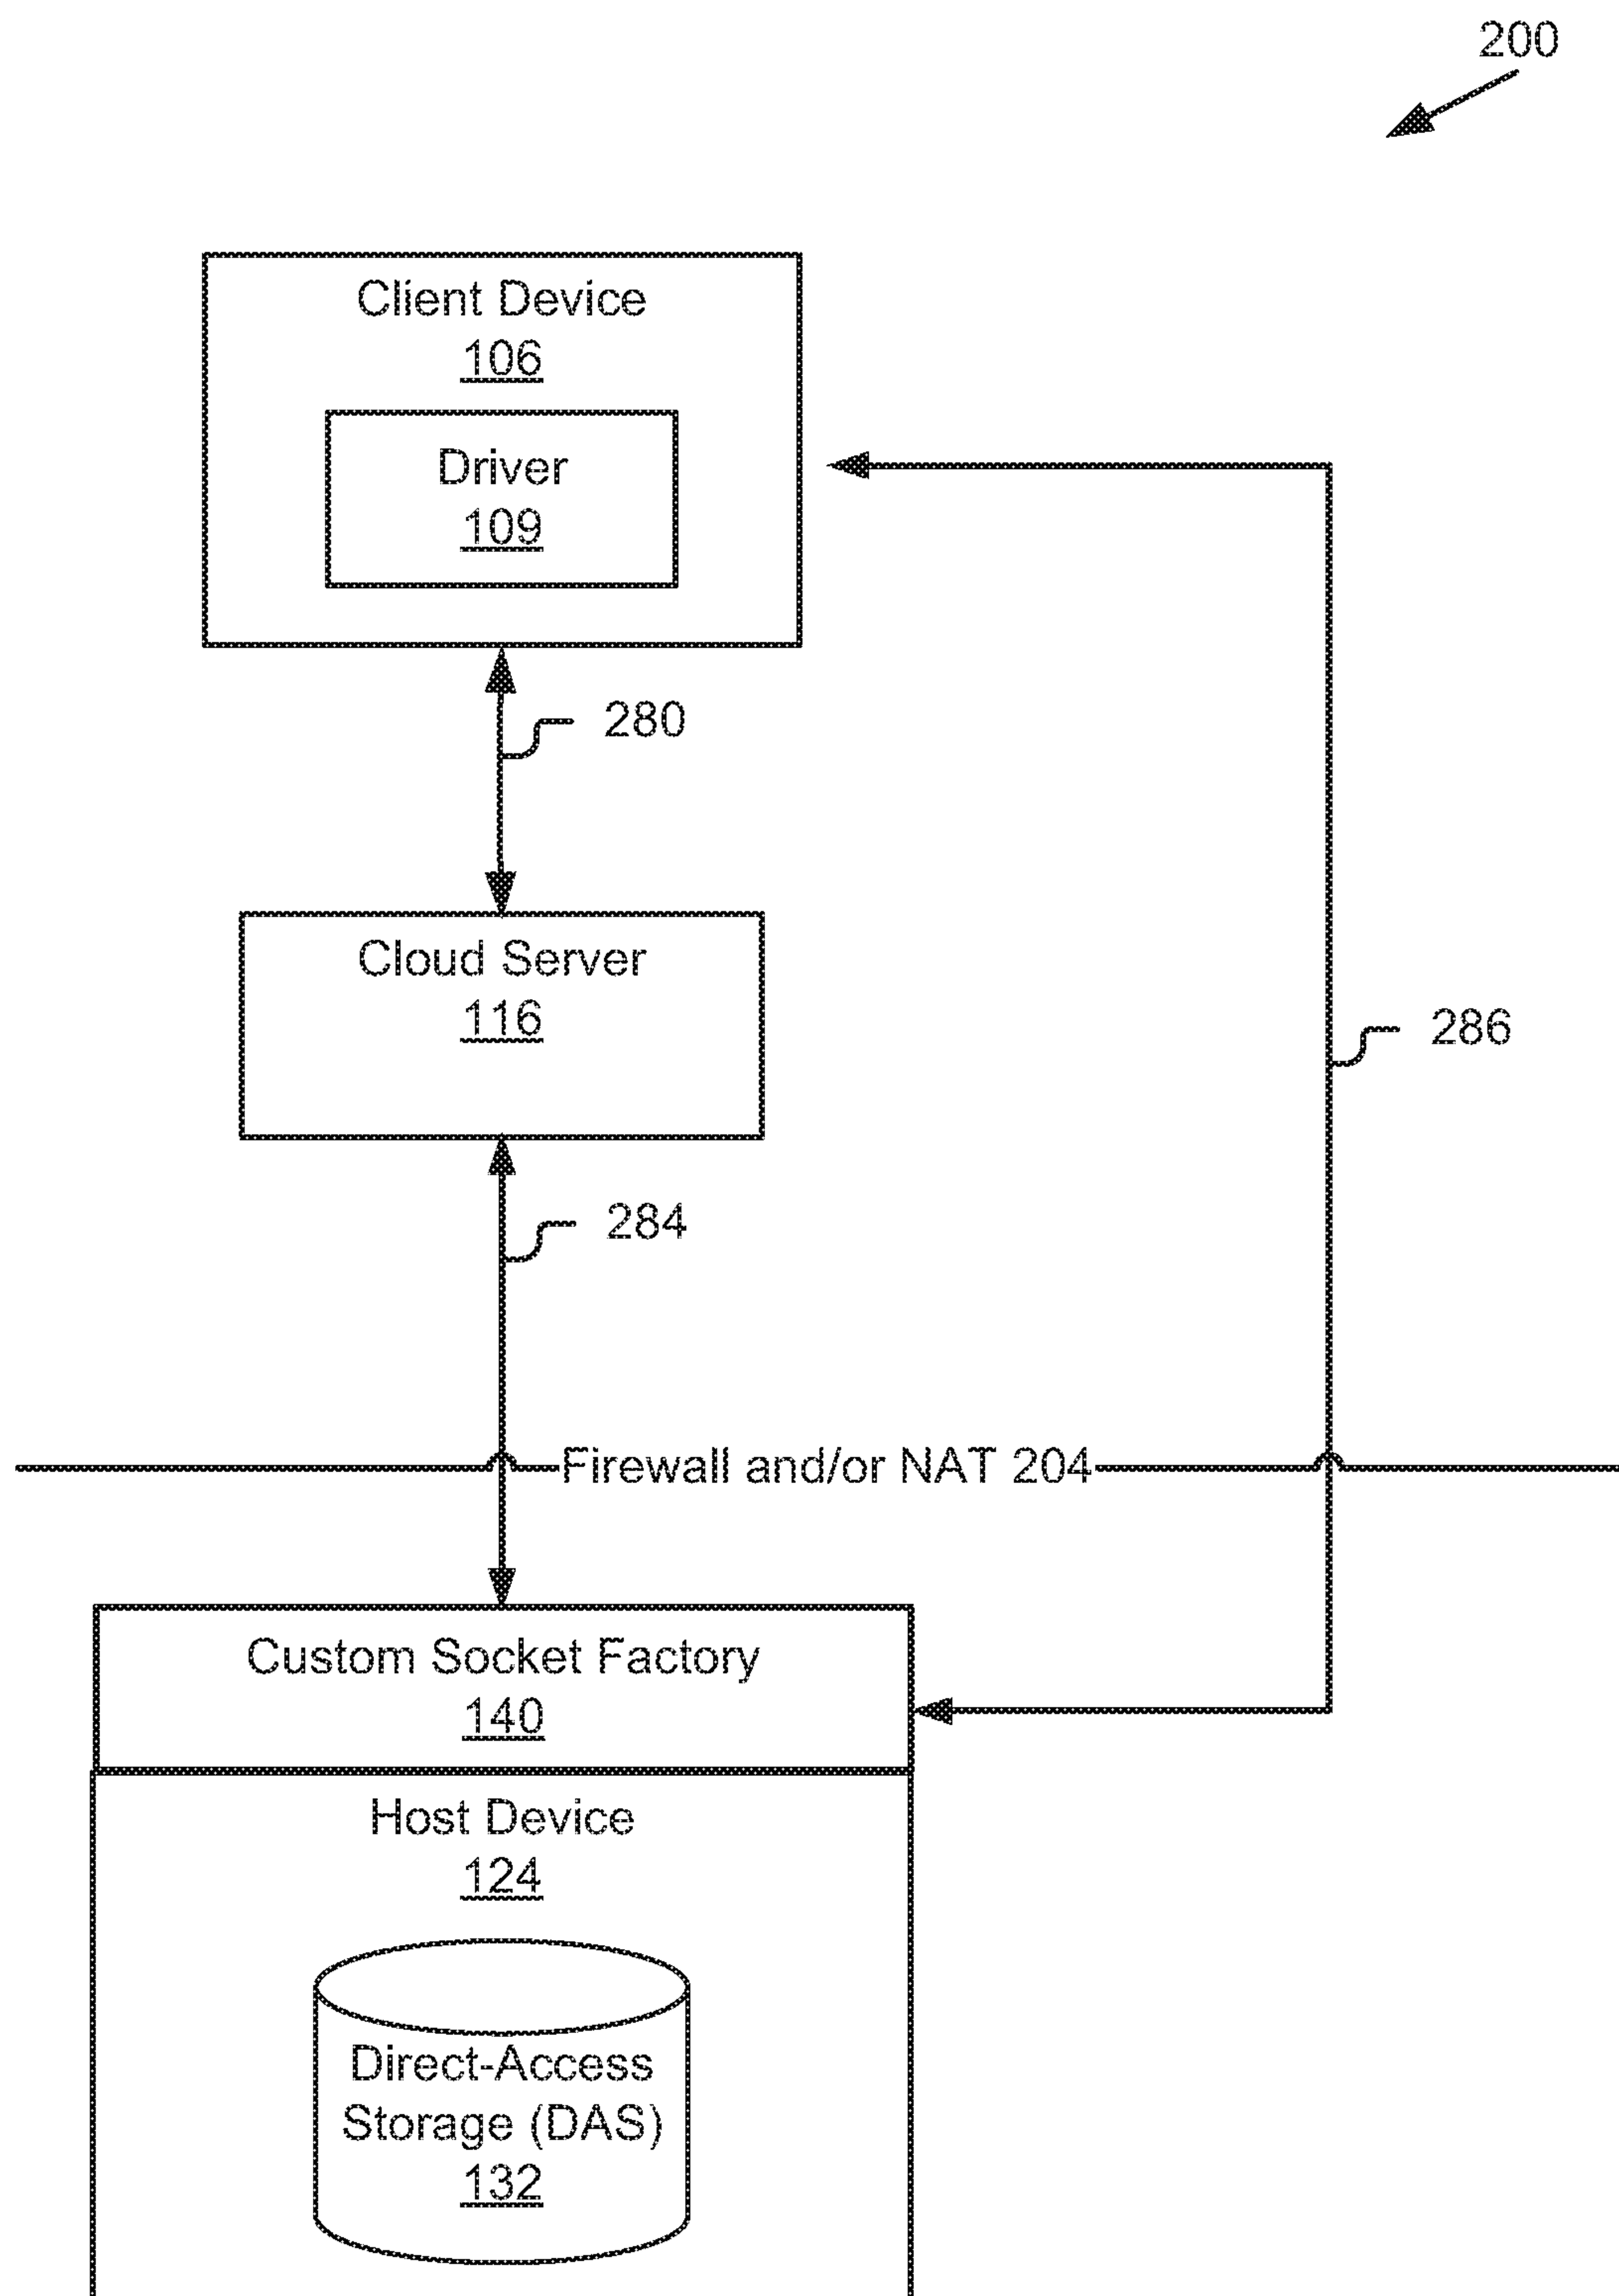 200
Client Device
106
Driver
109
280
Cloud Server
116
286
284
Firewall and/or NAT 204
Custom Socket Factory
140
Host Device
124
Direct-Access
Storage (DAS)
132